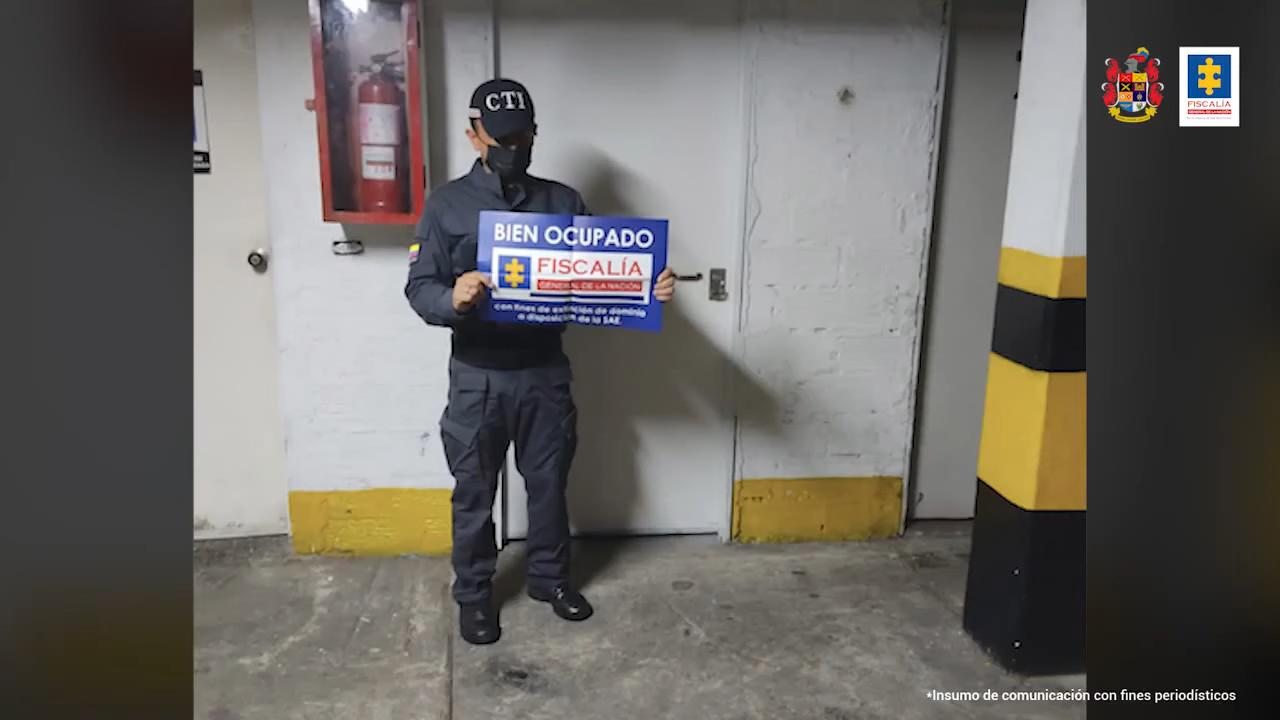 CTI
BIEN OCUPADO
FISCALÍA
GENERAL DE LA NACIÓN
con fines de extinción de dominio
a disposición de la SAE.
FISCALÍA
*Insumo de comunicación con fines periodísticos